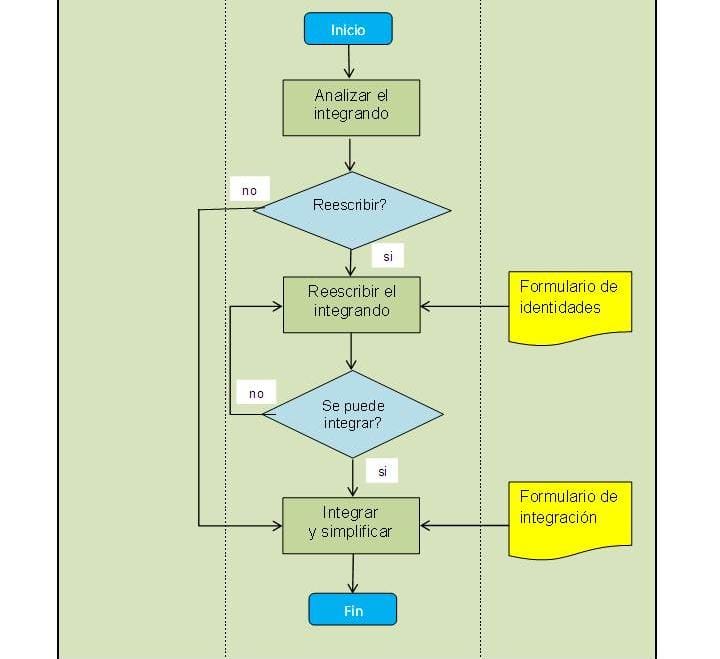 Inicio
Analizar el
integrando
no
Reescribir?
si
Reescribir el
integrando
Formulario de
identidades
no
Se puede
integrar?
si
Integrar
y simplificar
Formulario de
integración
Fin